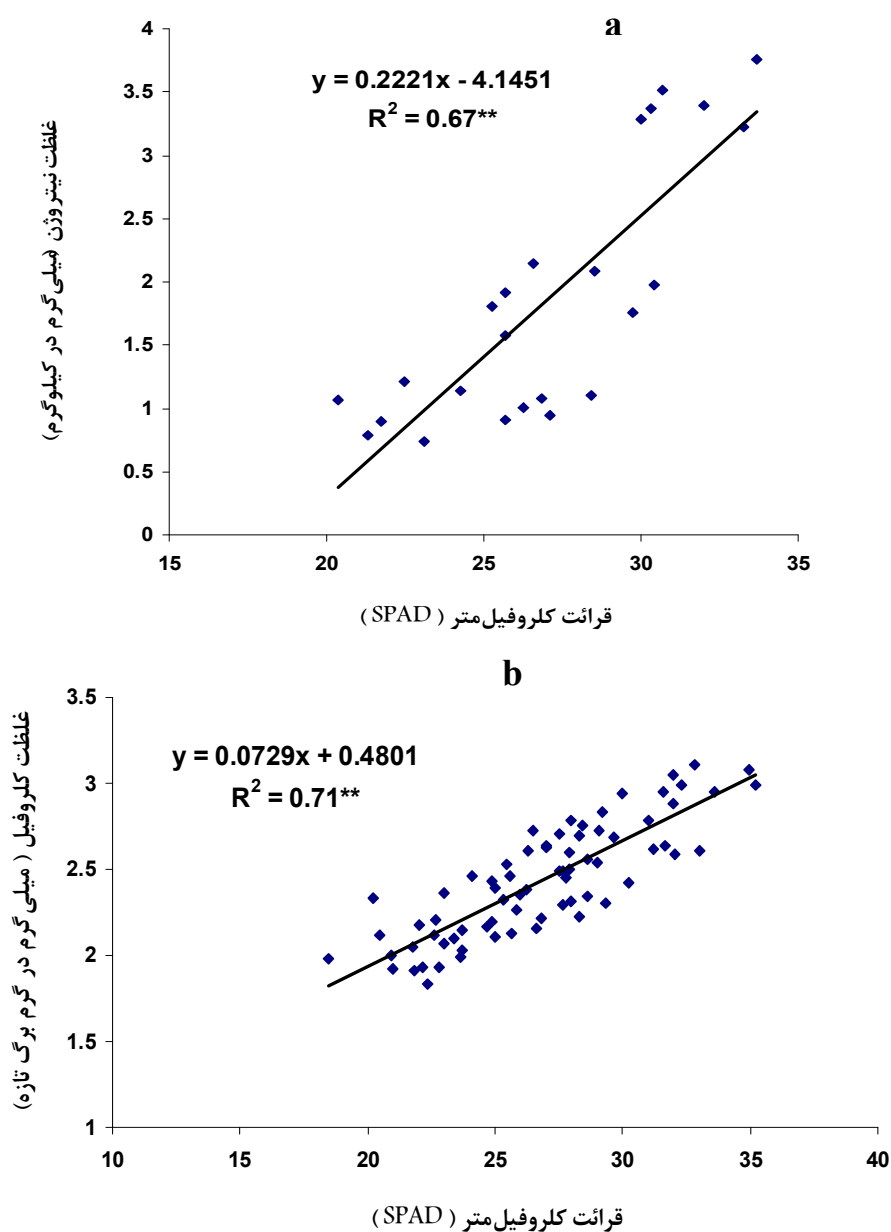 a
y = 0.2221x - 4.1451
R² = 0.67**
غلظت نیتروژن (میلی‌گرم در کیلوگرم)
4
3.5
3
2.5
2
1.5
1
0.5
0
15 20 25 30 35
قرائت کلروفیل‌متر ( SPAD )
b
y = 0.0729x + 0.4801
R² = 0.71**
غلظت کلروفیل ( میلی گرم در گرم برگ تازه)
3.5
3
2.5
2
1.5
1
10 15 20 25 30 35 40
قرائت کلروفیل‌متر ( SPAD )